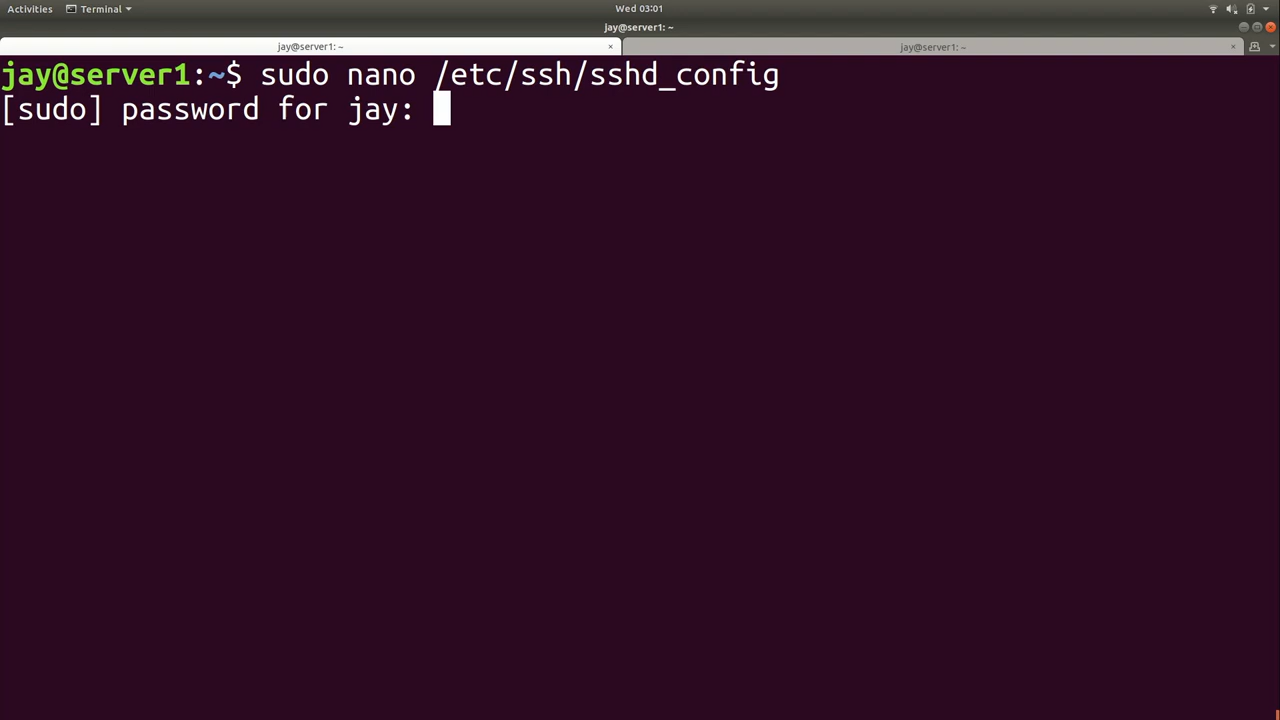 Activities Terminal Wed 03:01
jay@server1: ~
jay@server1: ~ × jay@server1: ~ ×
jay@server1:~$ sudo nano /etc/ssh/sshd_config
[sudo] password for jay: